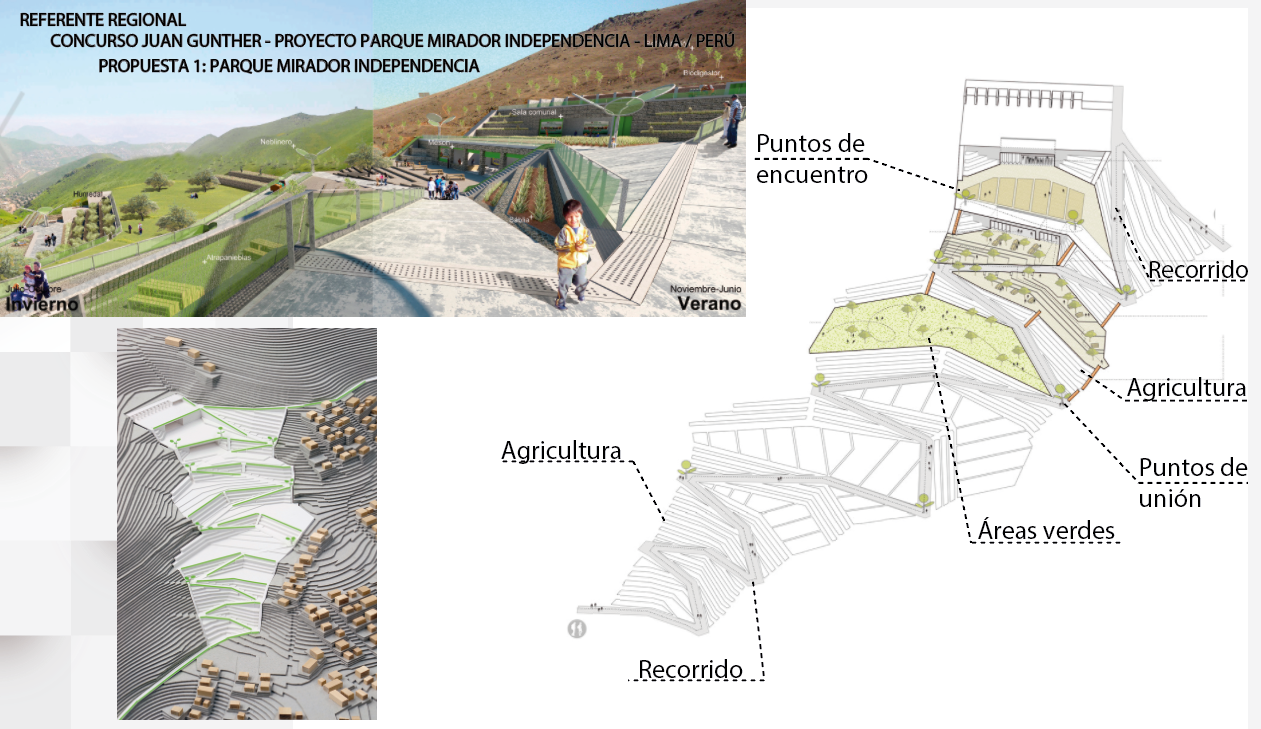 REFERENTE REGIONAL
CONCURSO JUAN GUNTHER - PROYECTO PARQUE MIRADOR INDEPENDENCIA - LIMA / PERÚ
PROPUESTA 1: PARQUE MIRADOR INDEPENDENCIA
Sala comunal
Neblinero
Humedal
Invierno
Noviembre-Junio
Verano
Puntos de
encuentro
Recorrido
Agricultura
Puntos de
unión
Áreas verdes
Agricultura
Recorrido